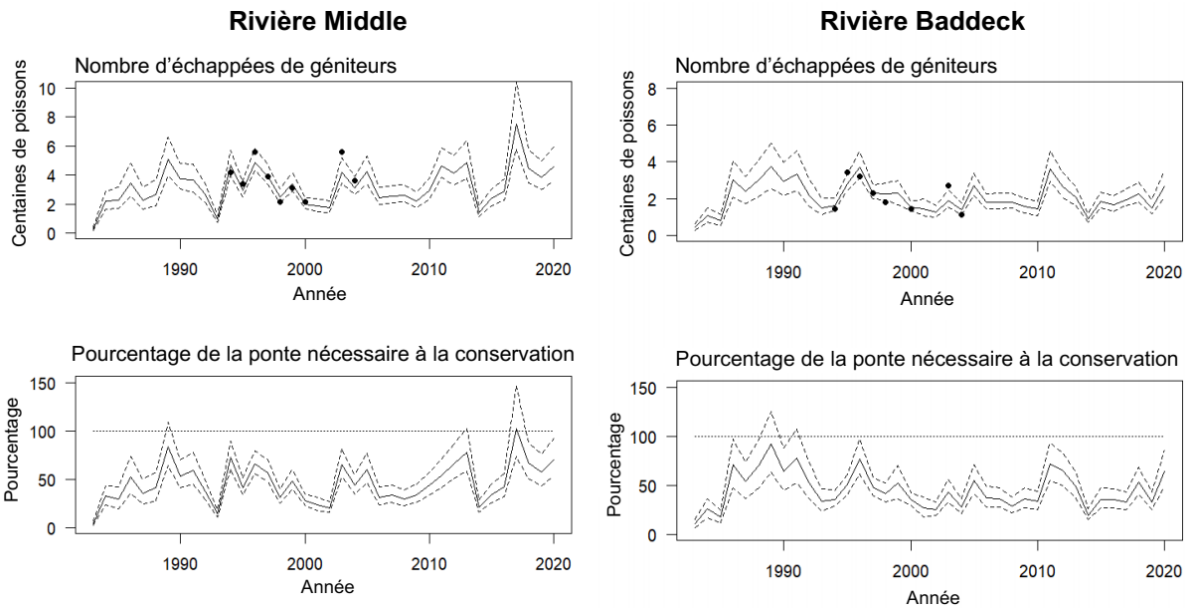 Rivière Middle
Nombre d'échappées de géniteurs
Centaines de poissons
10
8
6
4
2
0
1990
2000
2010
2020
Année
Pourcentage de la ponte nécessaire à la conservation
Pourcentage
150
100
50
0
1990
2000
2010
2020
Année
Rivière Baddeck
Nombre d'échappées de géniteurs
Centaines de poissons
8
6
4
2
0
1990
2000
2010
2020
Année
Pourcentage de la ponte nécessaire à la conservation
Pourcentage
150
100
50
0
1990
2000
2010
2020
Année